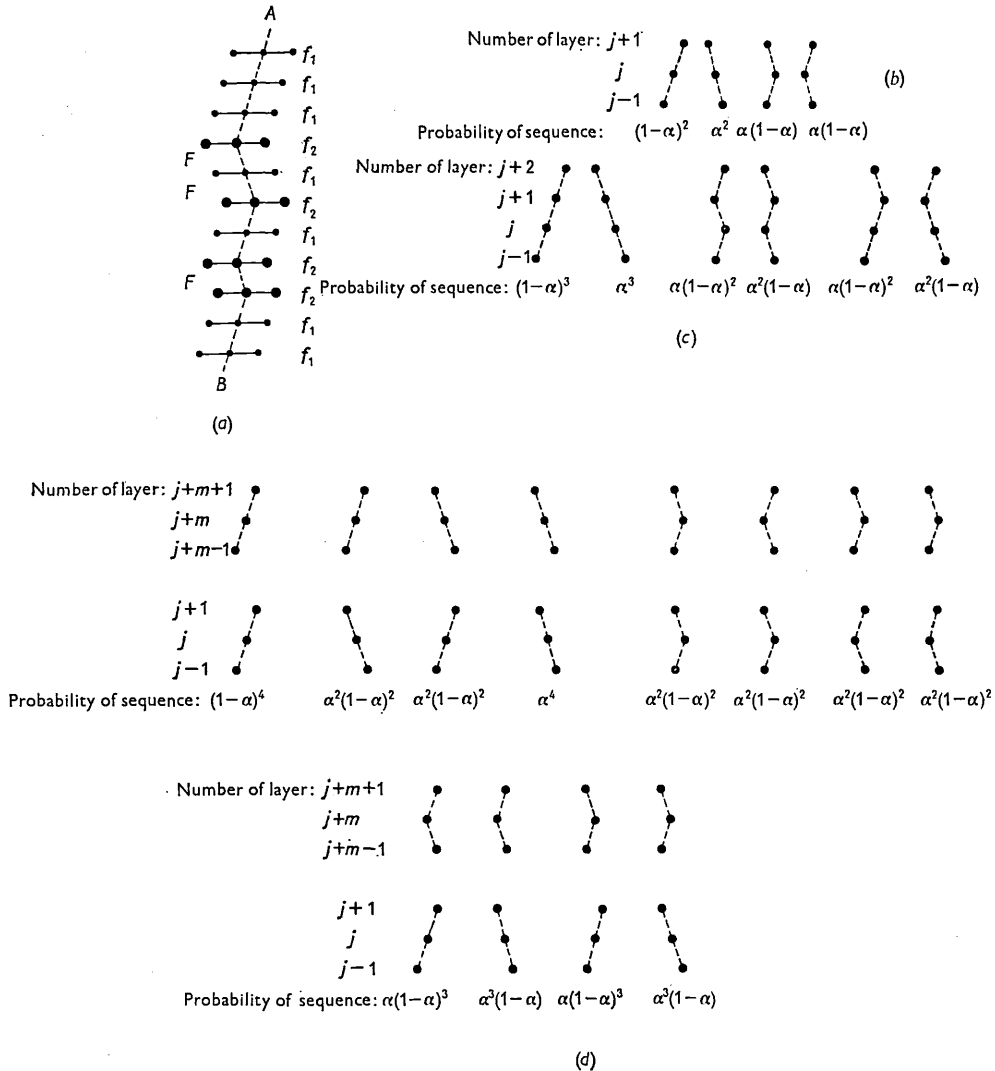 A
f₁
f₁
f₁
f₂
F
f₁
F
f₂
f₁
f₂
F
f₂
f₁
f₁
B
(a)
Number of layer: j+1
j
j−1
(b)
Probability of sequence: (1−α)² α² α(1−α) α(1−α)
Number of layer: j+2
j+1
j
j−1
Probability of sequence: (1−α)³ α³ α(1−α)² α²(1−α) α(1−α)² α²(1−α)
(c)
Number of layer: j+m+1
j+m
j+m−1
j+1
j
j−1
Probability of sequence: (1−α)⁴ α²(1−α)² α²(1−α)² α⁴ α²(1−α)² α²(1−α)² α²(1−α)² α²(1−α)²
Number of layer: j+m+1
j+m
j+m−1
j+1
j
j−1
Probability of sequence: α(1−α)³ α³(1−α) α(1−α)³ α³(1−α)
(d)